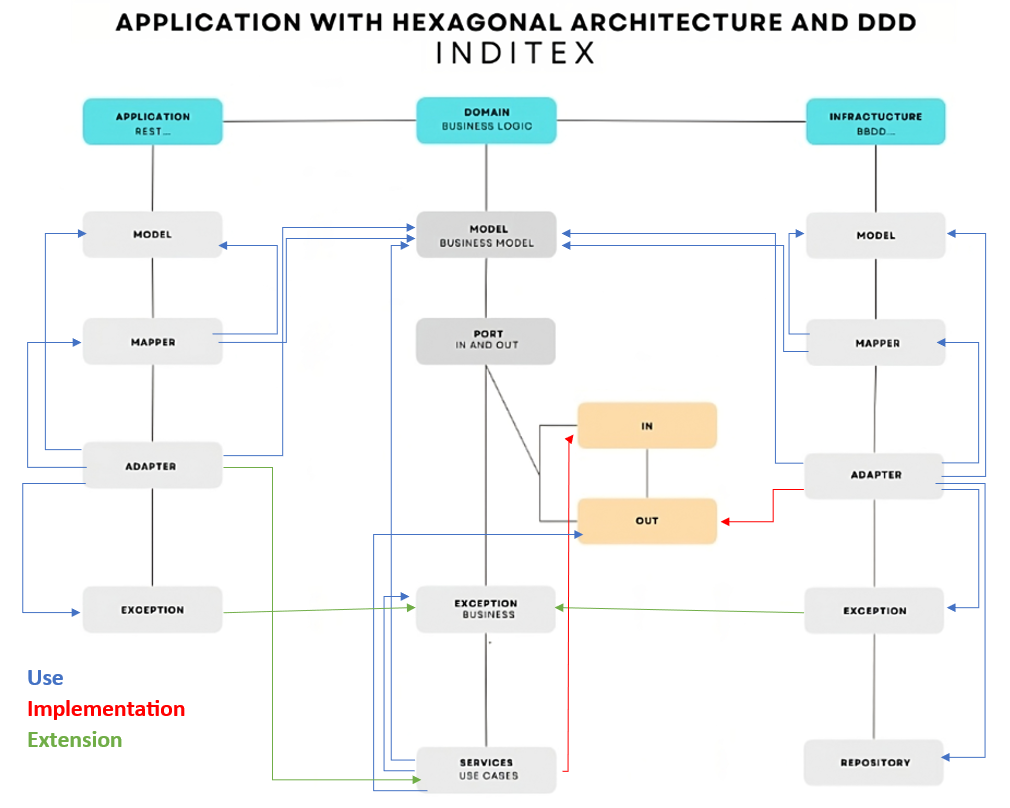 APPLICATION WITH HEXAGONAL ARCHITECTURE AND DDD
INDITEX
APPLICATION
REST...
DOMAIN
BUSINESS LOGIC
INFRACTUCTURE
BBDD...
MODEL
MODEL
BUSINESS MODEL
MODEL
MAPPER
PORT
IN AND OUT
MAPPER
IN
ADAPTER
ADAPTER
OUT
EXCEPTION
EXCEPTION
BUSINESS
EXCEPTION
Use
Implementation
Extension
SERVICES
USE CASES
REPOSITORY